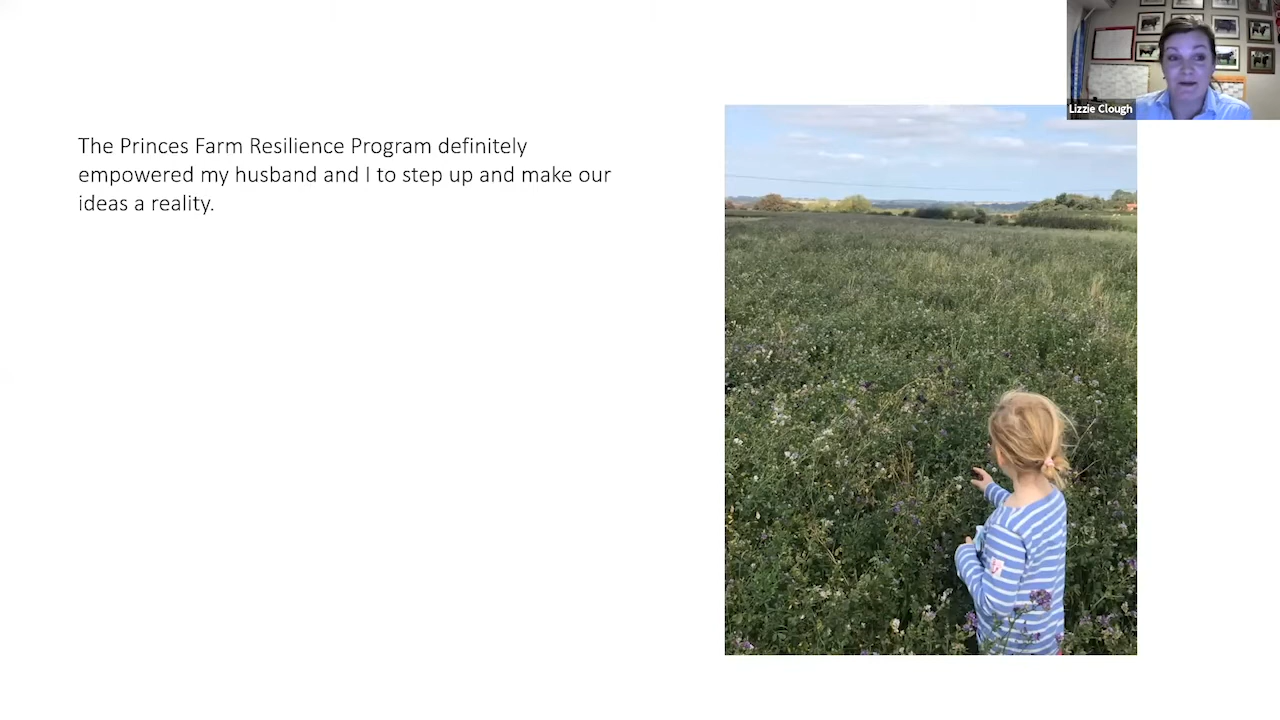 Lizzie Clough
The Princes Farm Resilience Program definitely
empowered my husband and I to step up and make our
ideas a reality.